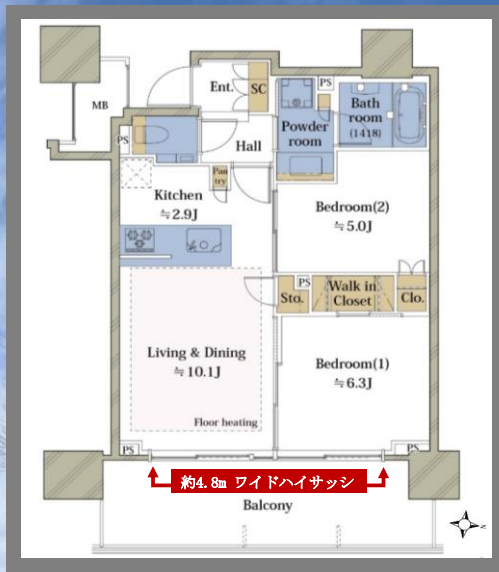 MB
PS
Ent.
SC
Hall
PS
Powder
room
Bath
room
(1418)
Pan
try
Kitchen
≒2.9J
Bedroom(2)
≒5.0J
PS
Sto.
Walk in
Closet
Clo.
Living & Dining
≒10.1J
Bedroom(1)
≒6.3J
Floor heating
PS
PS
約4.8m ワイドハイサッシ
Balcony
N